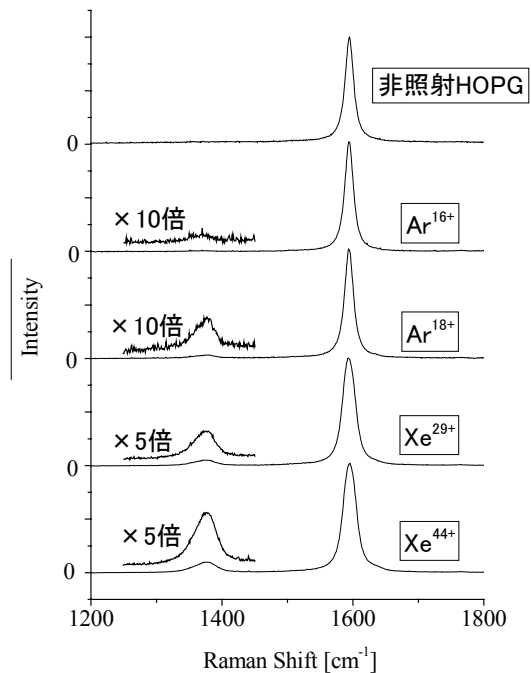 非照射HOPG
0
×10倍
Ar16+
0
×10倍
Ar18+
0
×5倍
Xe29+
0
×5倍
Xe44+
0
1200 1400 1600 1800
Raman Shift [cm-1]
Intensity